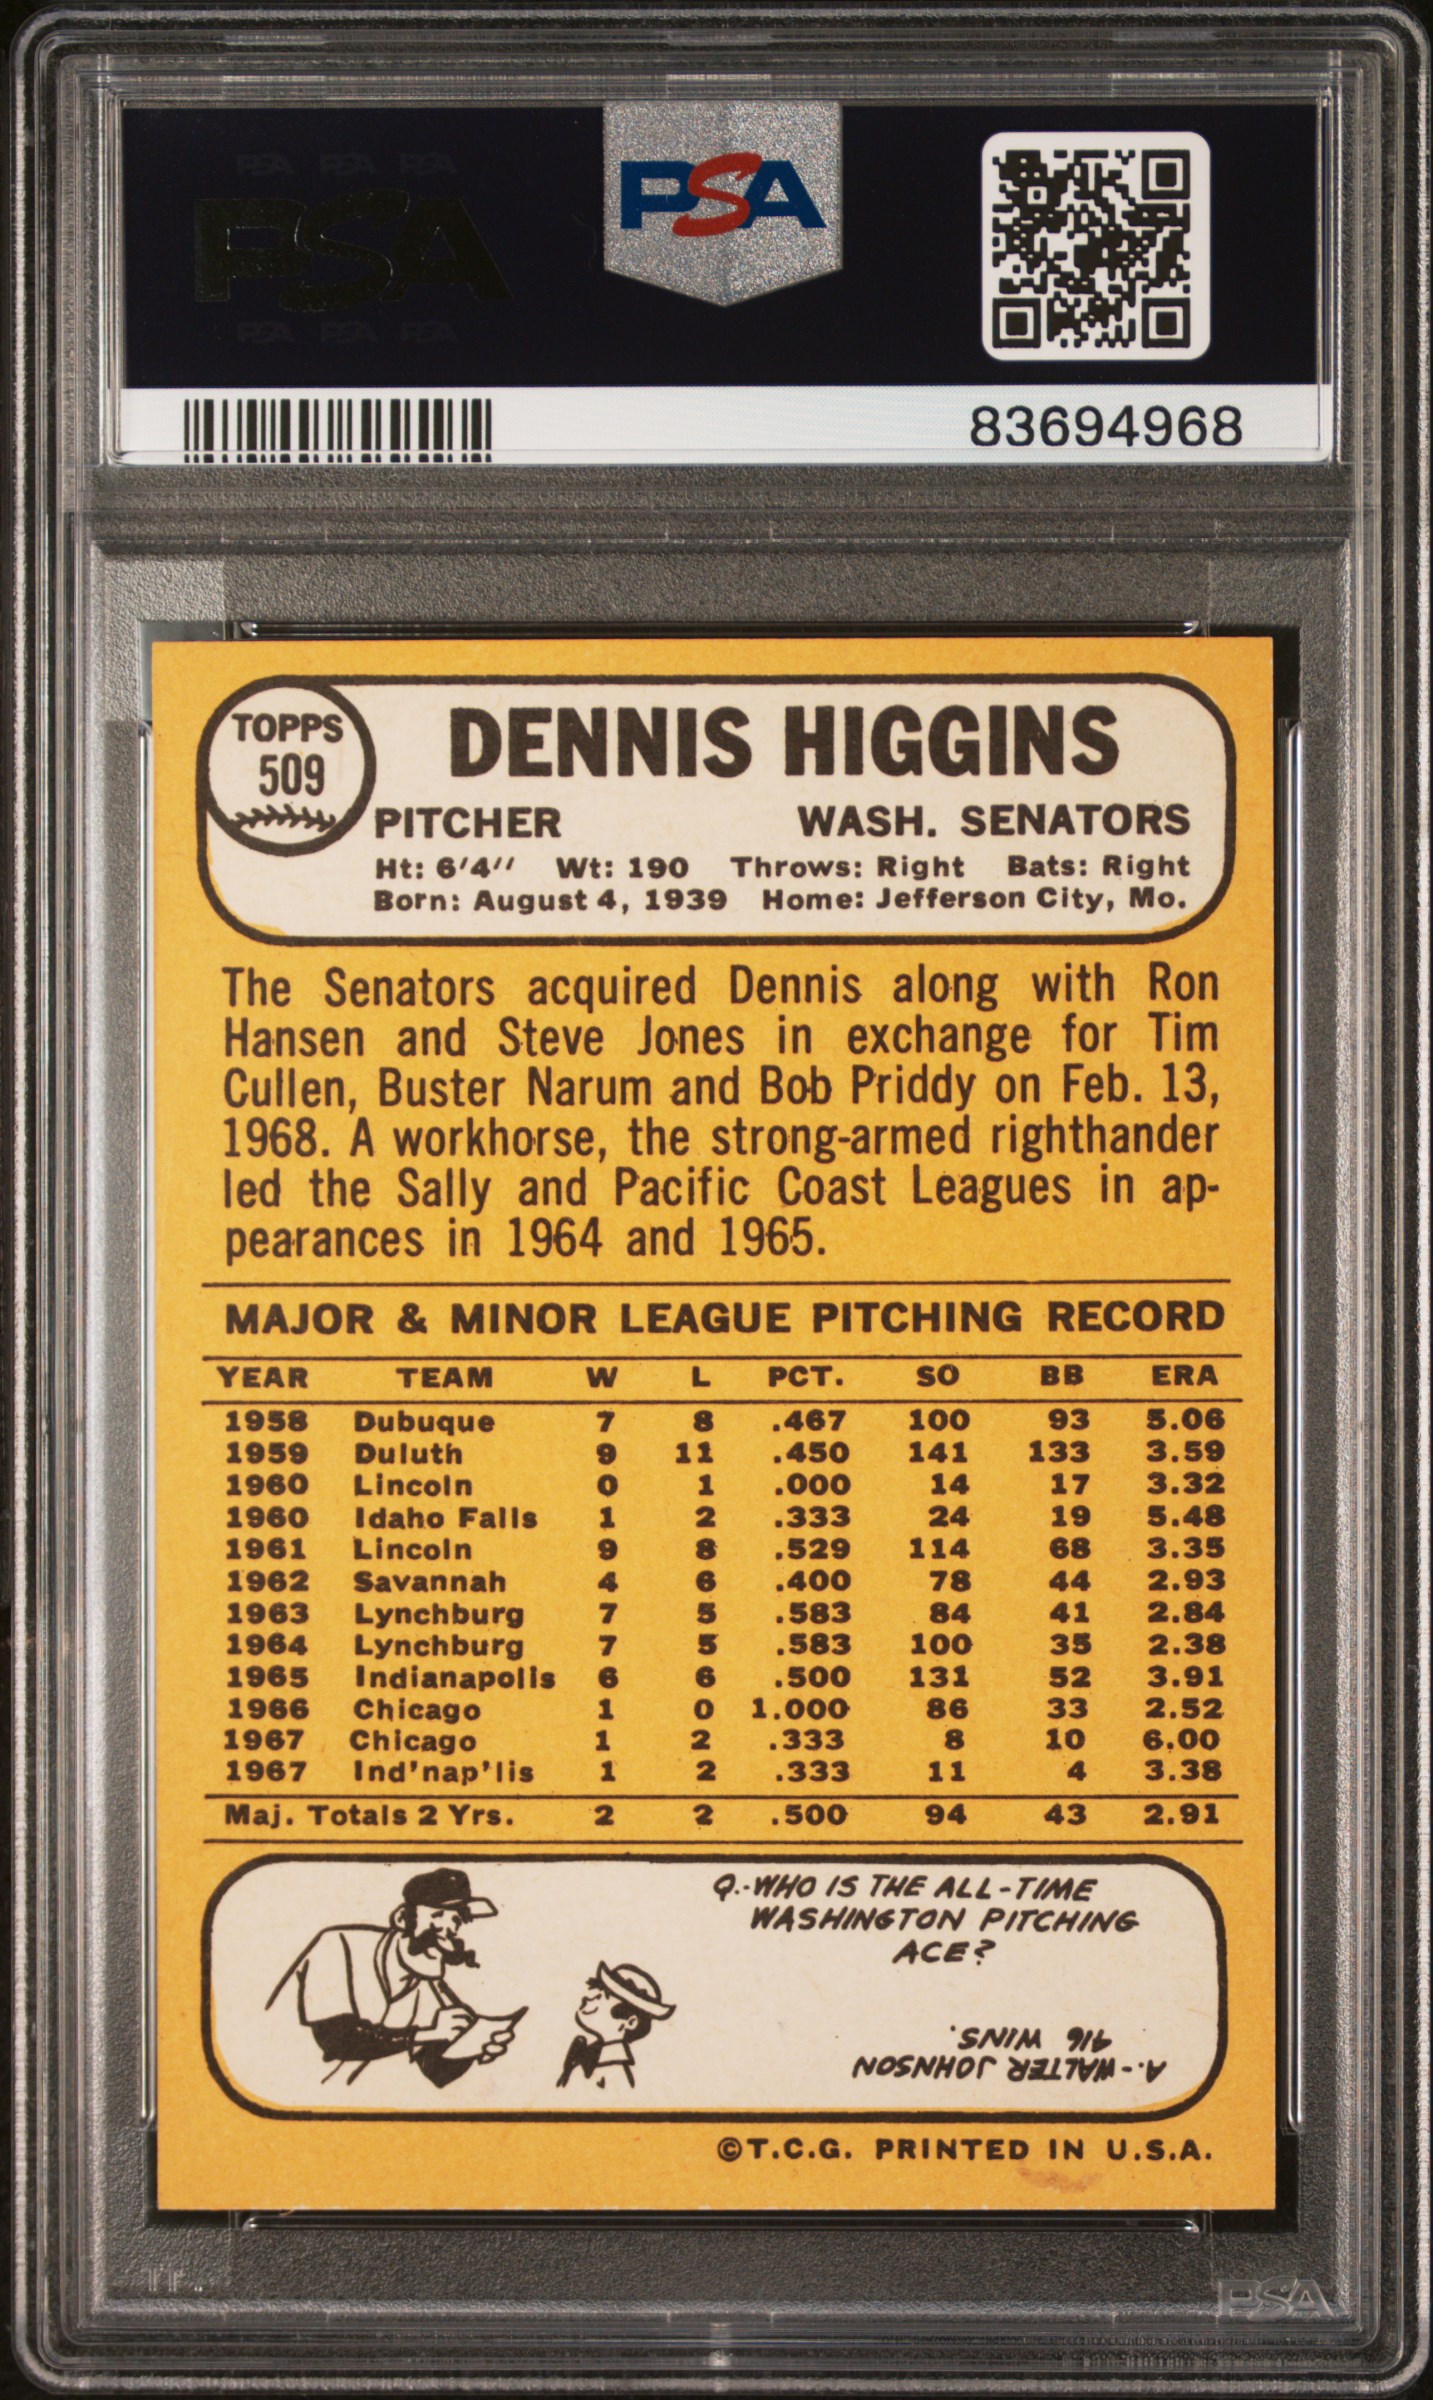 PSA PSA PSA
PSA
PSA
PSA PSA PSA
83694968
TOPPS
509
DENNIS HIGGINS
PITCHER WASH. SENATORS
Ht: 6'4'' Wt: 190 Throws: Right Bats: Right
Born: August 4, 1939 Home: Jefferson City, Mo.
The Senators acquired Dennis along with Ron
Hansen and Steve Jones in exchange for Tim
Cullen, Buster Narum and Bob Priddy on Feb. 13,
1968. A workhorse, the strong-armed righthander
led the Sally and Pacific Coast Leagues in ap-
pearances in 1964 and 1965.
MAJOR & MINOR LEAGUE PITCHING RECORD
YEAR TEAM W L PCT. SO BB ERA
1958 Dubuque 7 8 .467 100 93 5.06
1959 Duluth 9 11 .450 141 133 3.59
1960 Lincoln 0 1 .000 14 17 3.32
1960 Idaho Falls 1 2 .333 24 19 5.48
1961 Lincoln 9 8 .529 114 68 3.35
1962 Savannah 4 6 .400 78 44 2.93
1963 Lynchburg 7 5 .583 84 41 2.84
1964 Lynchburg 7 5 .583 100 35 2.38
1965 Indianapolis 6 6 .500 131 52 3.91
1966 Chicago 1 0 1.000 86 33 2.52
1967 Chicago 1 2 .333 8 10 6.00
1967 Ind'nap'lis 1 2 .333 11 4 3.38
Maj. Totals 2 Yrs. 2 2 .500 94 43 2.91
Q.-WHO IS THE ALL-TIME
WASHINGTON PITCHING
ACE?
A.-WALTER JOHNSON
416 WINS.
©T.C.G. PRINTED IN U.S.A.
PSA